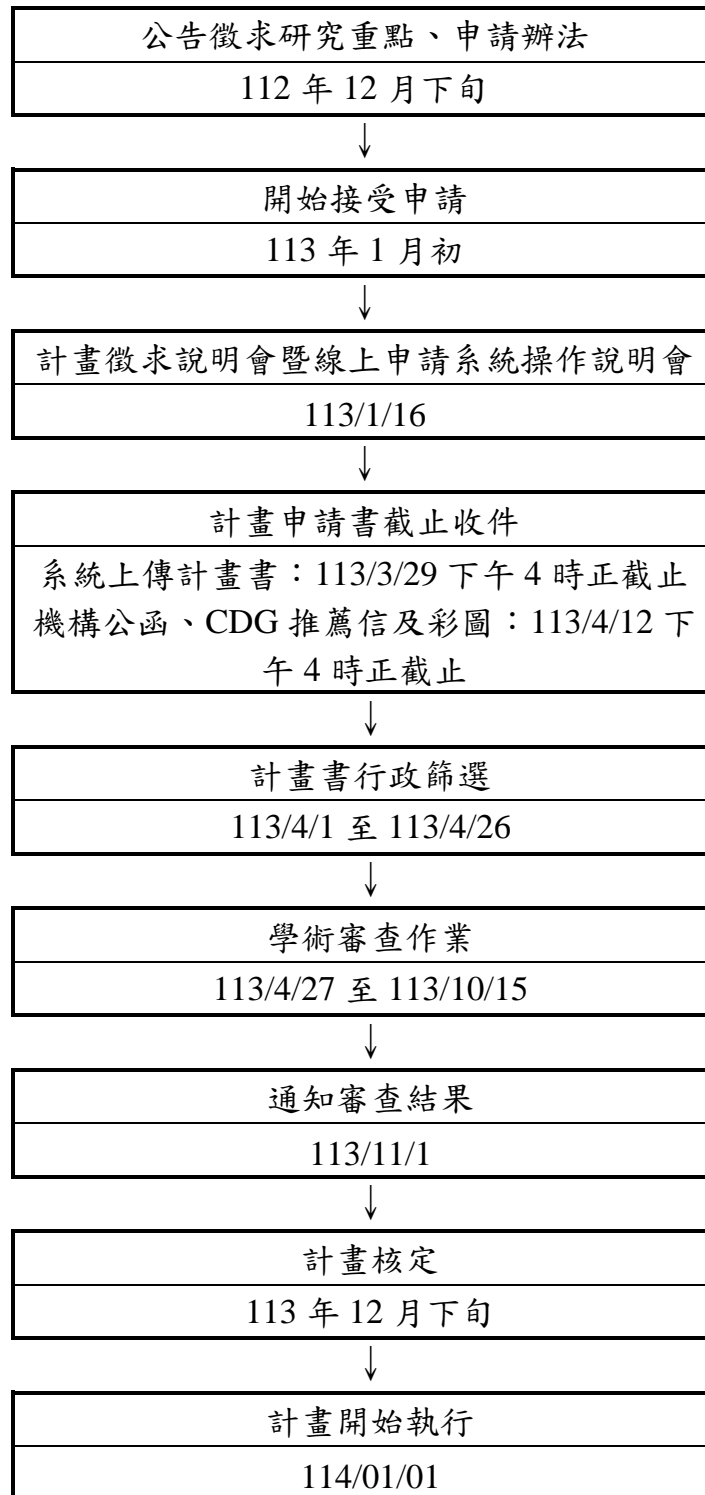 公告徵求研究重點、申請辦法
112 年 12 月下旬
↓
開始接受申請
113 年 1 月初
↓
計畫徵求說明會暨線上申請系統操作說明會
113/1/16
↓
計畫申請書截止收件
系統上傳計畫書：113/3/29 下午 4 時正截止
機構公函、CDG 推薦信及彩圖：113/4/12 下
午 4 時正截止
↓
計畫書行政篩選
113/4/1 至 113/4/26
↓
學術審查作業
113/4/27 至 113/10/15
↓
通知審查結果
113/11/1
↓
計畫核定
113 年 12 月下旬
↓
計畫開始執行
114/01/01